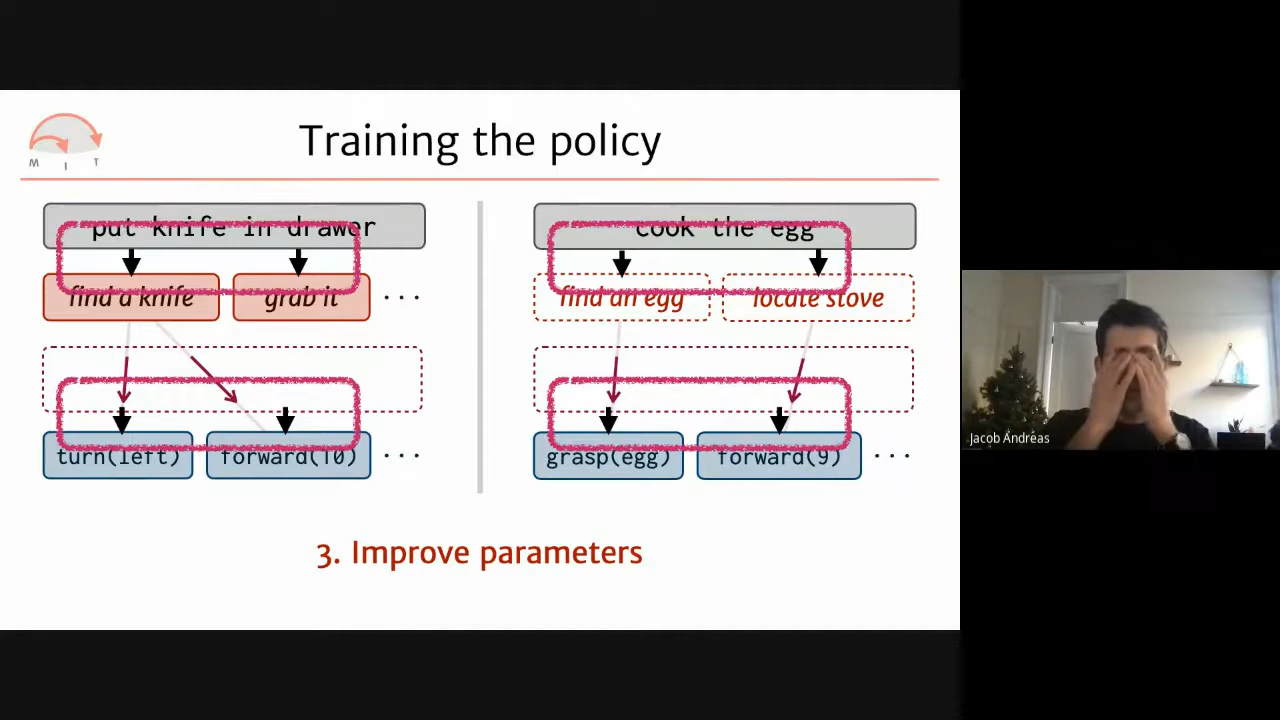 Training the policy
M I T
put knife in drawer
cook the egg
find a knife
grab it
...
find an egg
locate stove
turn(left)
forward(10)
...
grasp(egg)
forward(9)
...
3. Improve parameters
Jacob Andreas